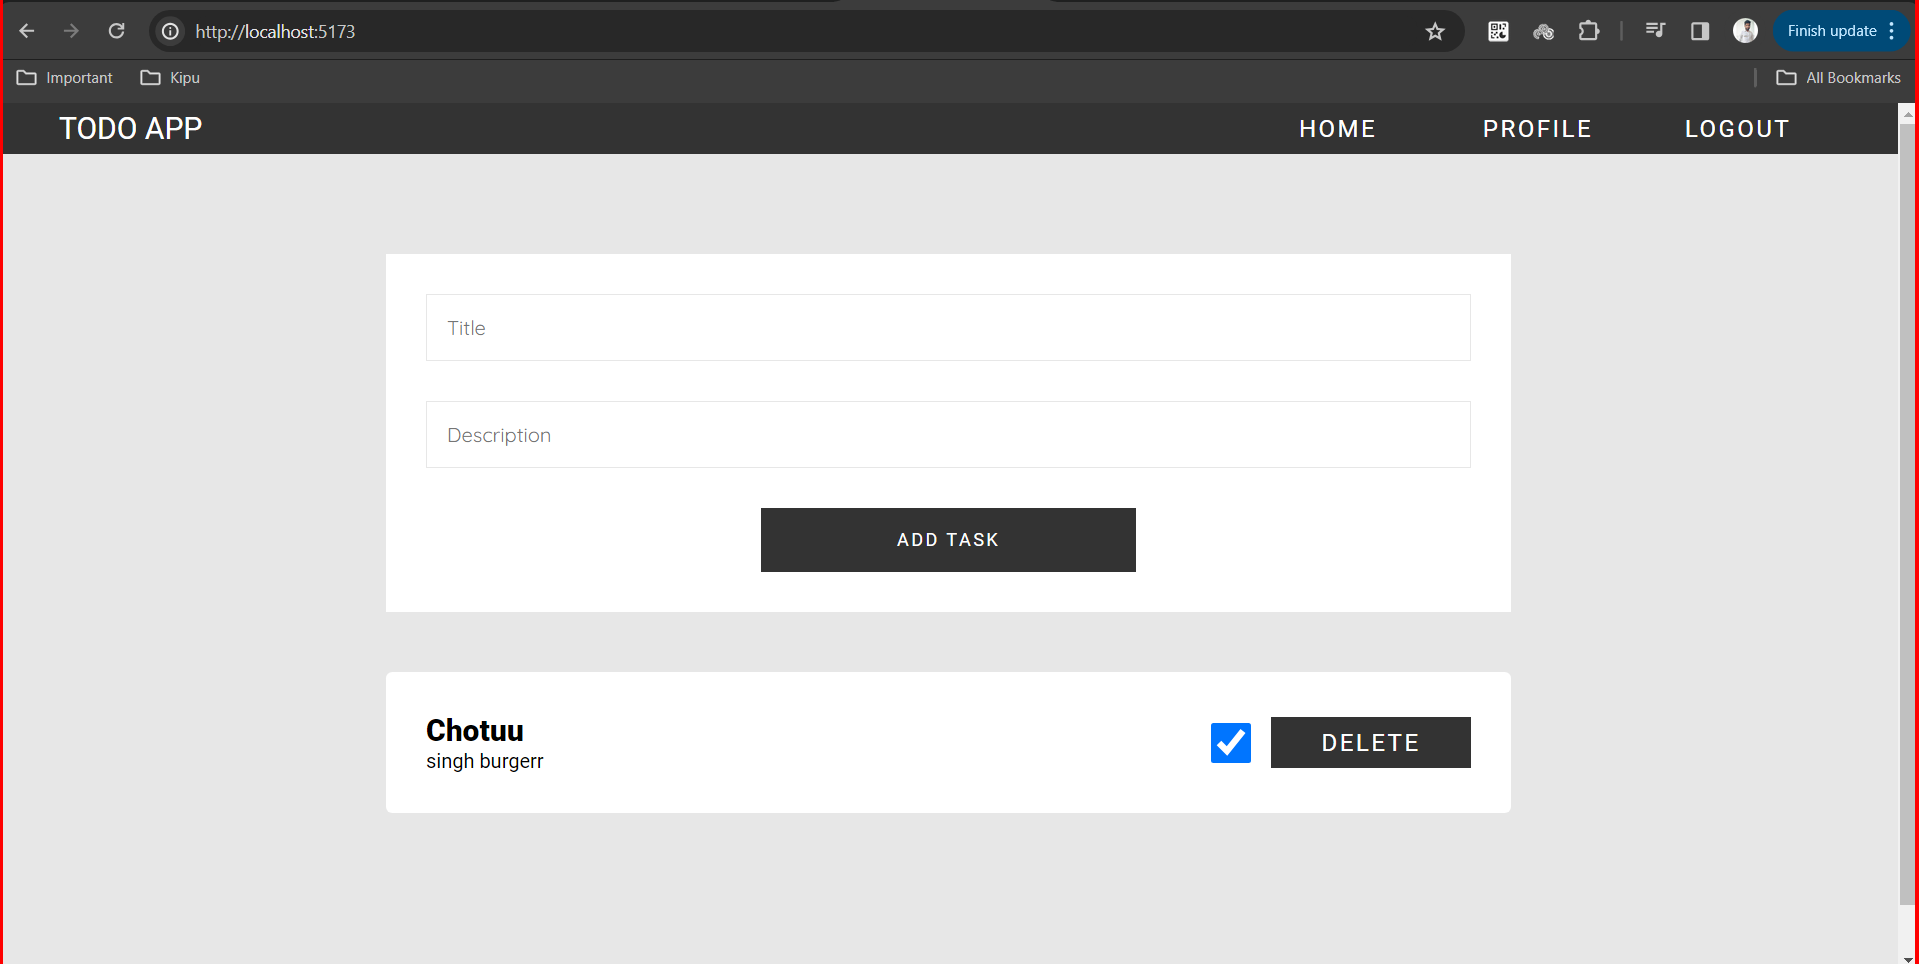 http://localhost:5173
Finish update
Important Kipu All Bookmarks
TODO APP HOME PROFILE LOGOUT
Title
Description
ADD TASK
Chotuu
singh burgerr
DELETE